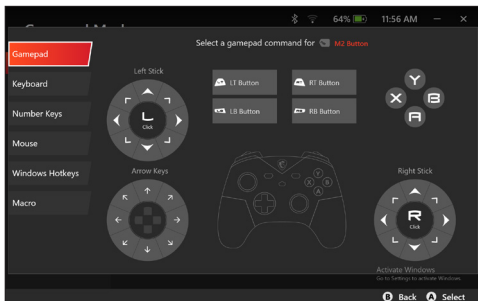 64% 11:56 AM
Select a gamepad command for M2 Button
Gamepad
Keyboard
Number Keys
Mouse
Windows Hotkeys
Macro
Left Stick
L
Click
LT Button
RT Button
LB Button
RB Button
Y
X B
A
Arrow Keys
Y
X B
A
Right Stick
R
Click
Activate Windows
Go to Settings to activate Windows.
B Back A Select